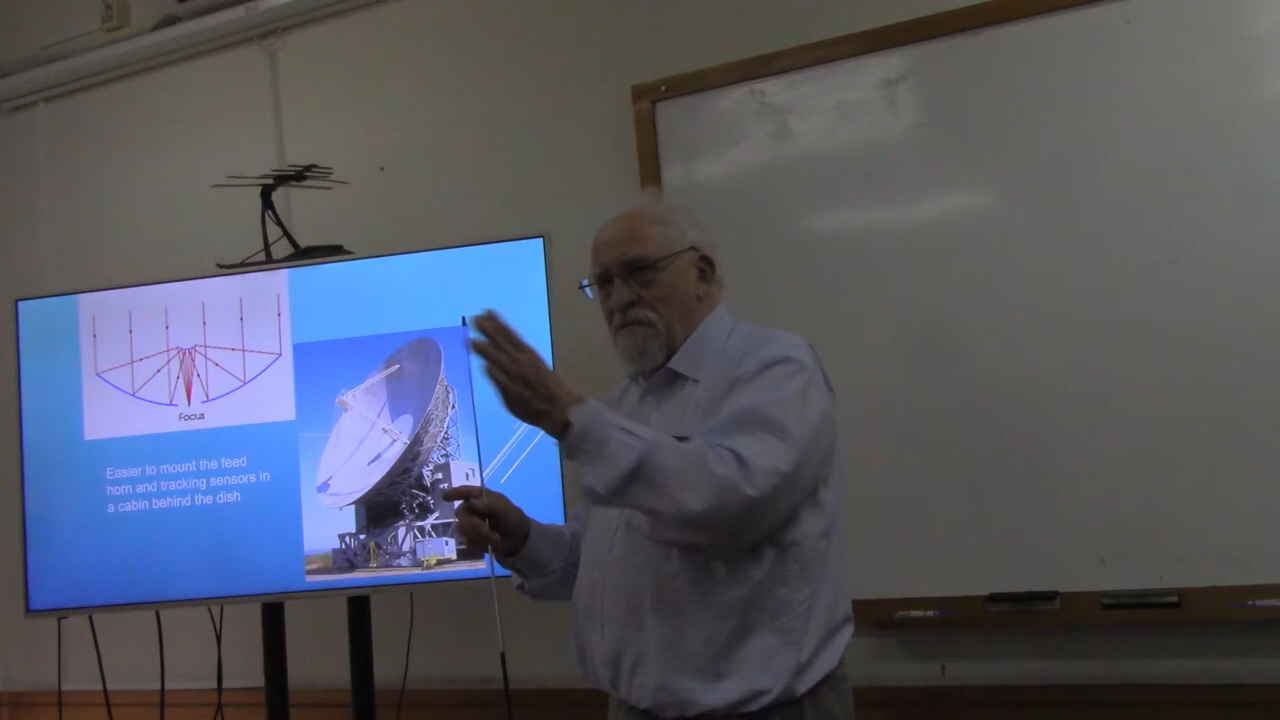 Focus
Easier to mount the feed
horn and tracking sensors in
a cabin behind the dish